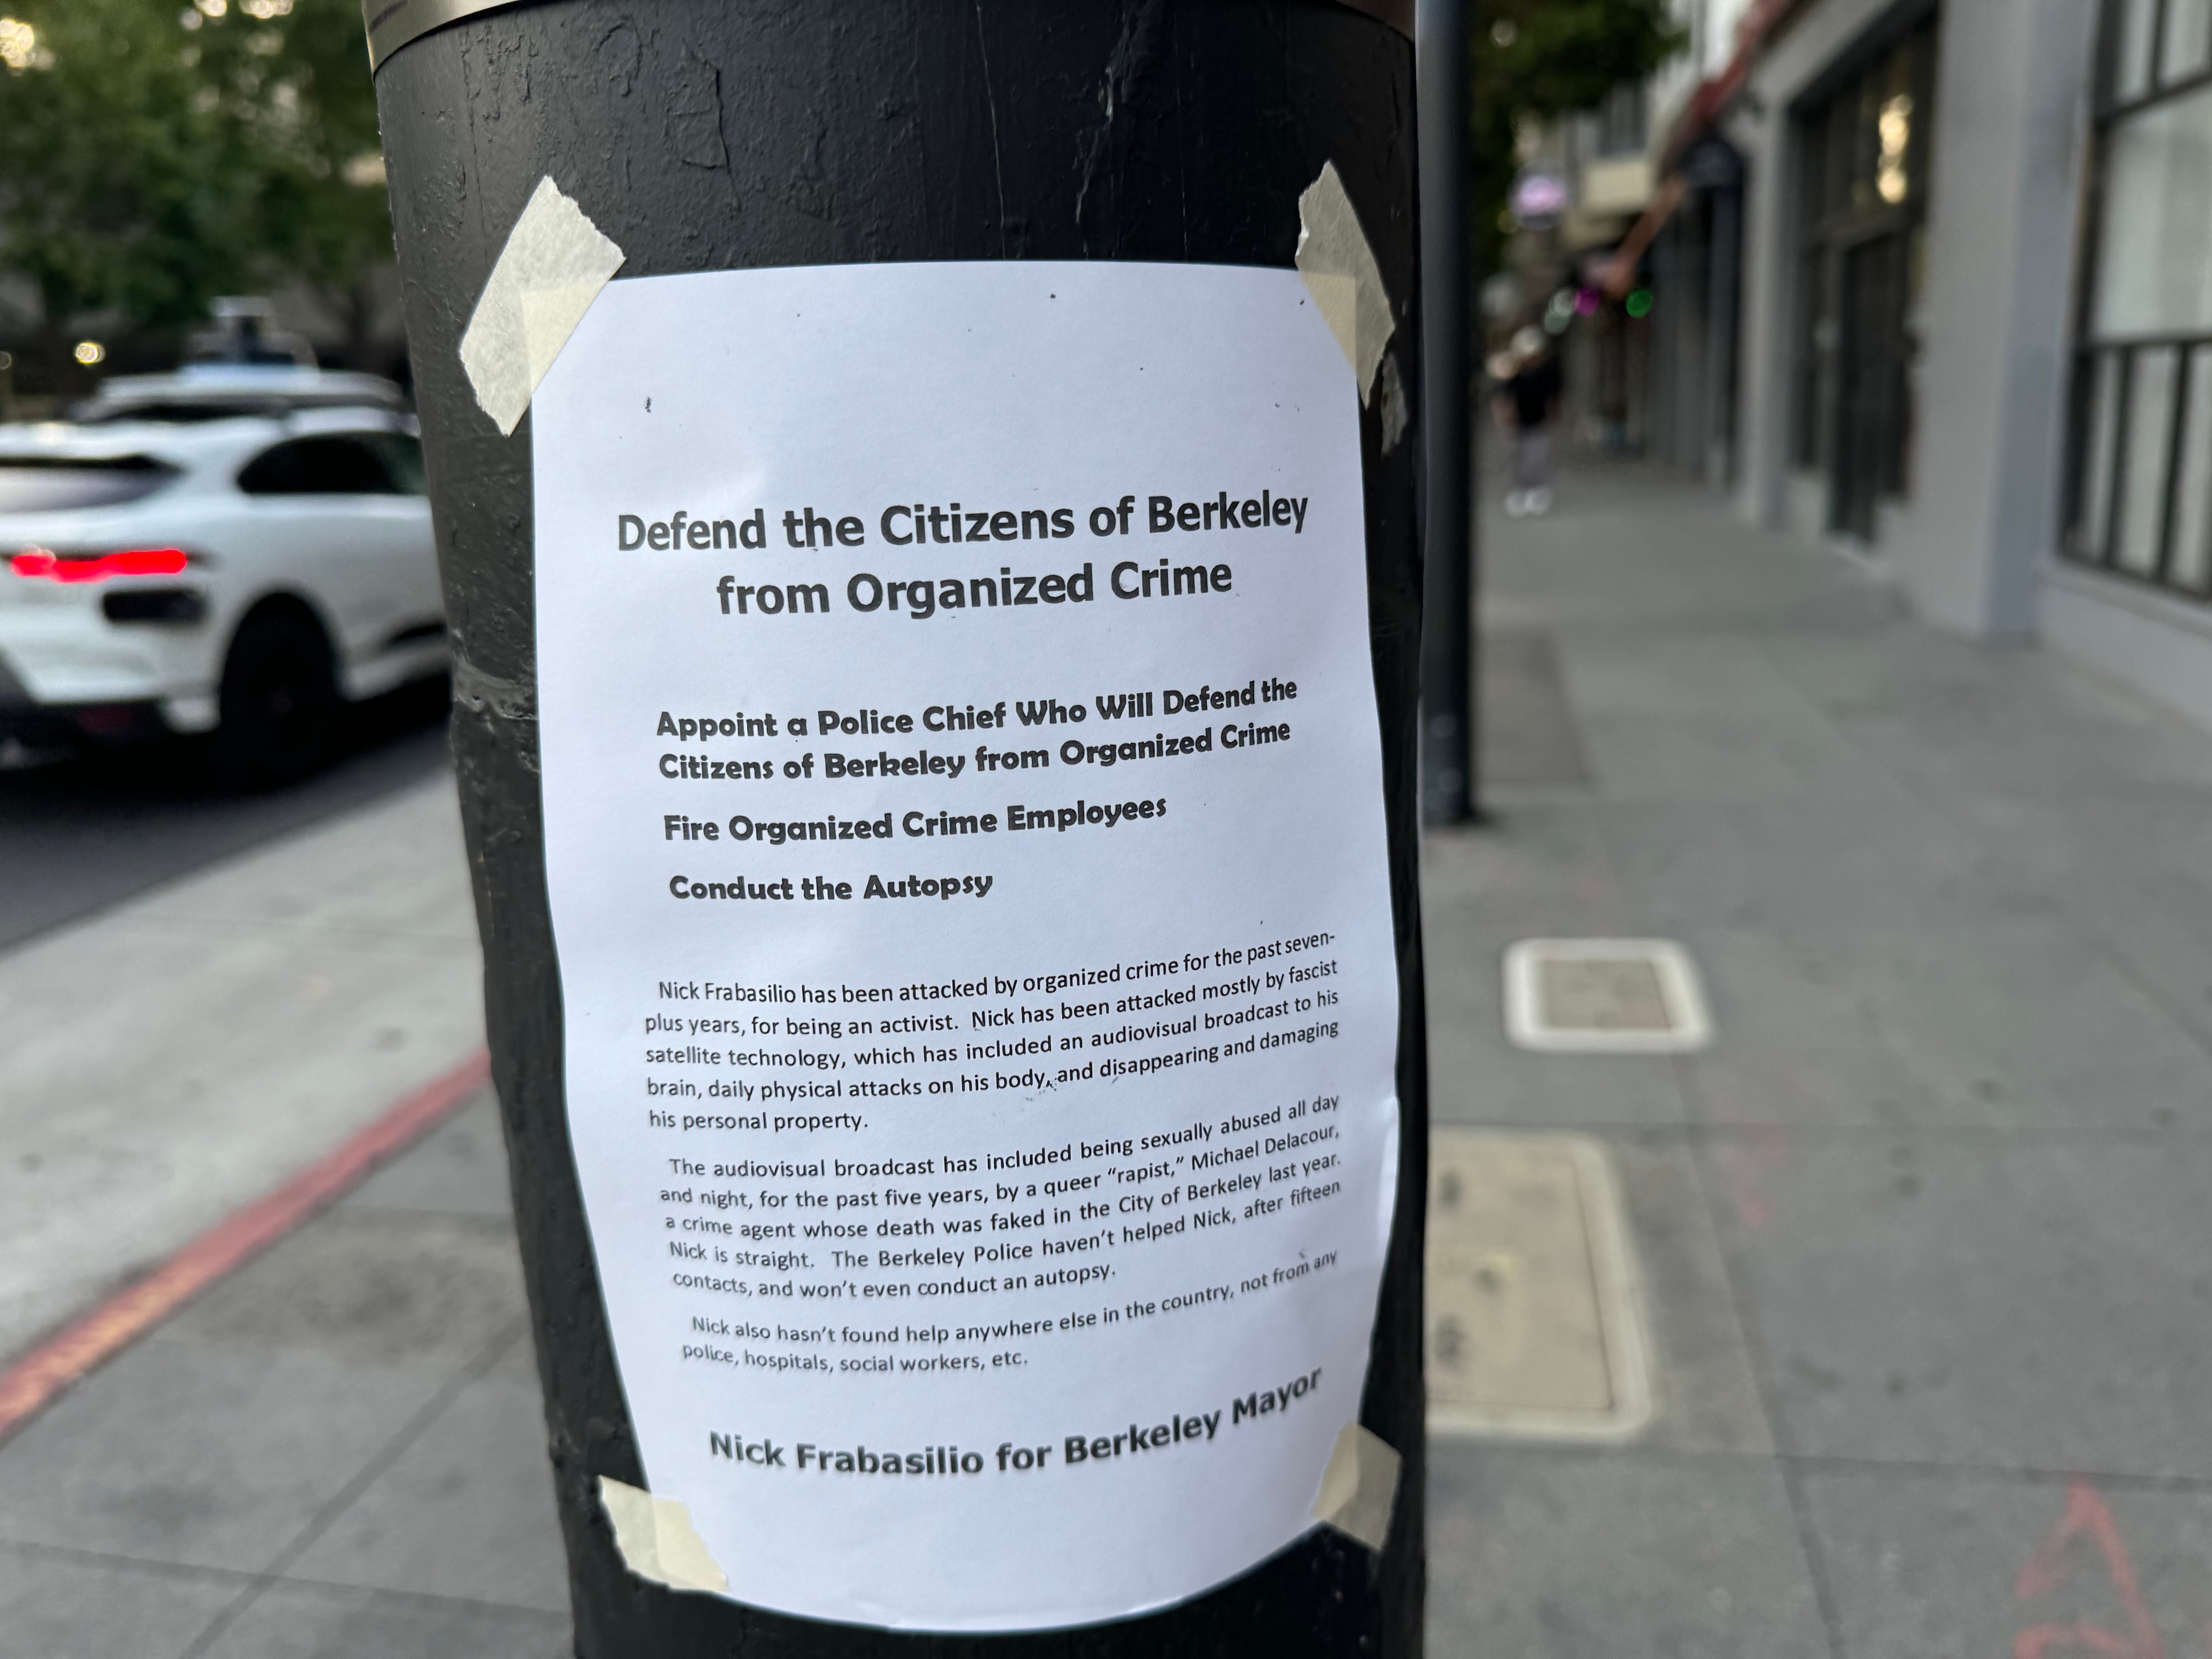 Defend the Citizens of Berkeley
from Organized Crime
Appoint a Police Chief Who Will Defend the
Citizens of Berkeley from Organized Crime
Fire Organized Crime Employees
Conduct the Autopsy
Nick Frabasilio has been attacked by organized crime for the past seven-
plus years, for being an activist.  Nick has been attacked mostly by fascist
satellite technology, which has included an audiovisual broadcast to his
brain, daily physical attacks on his body, and disappearing and damaging
his personal property.
The audiovisual broadcast has included being sexually abused all day
and night, for the past five years, by a queer “rapist,” Michael Delacour,
a crime agent whose death was faked in the City of Berkeley last year.
Nick is straight.  The Berkeley Police haven’t helped Nick, after fifteen
contacts, and won’t even conduct an autopsy.
Nick also hasn’t found help anywhere else in the country, not from any
police, hospitals, social workers, etc.
Nick Frabasilio for Berkeley Mayor